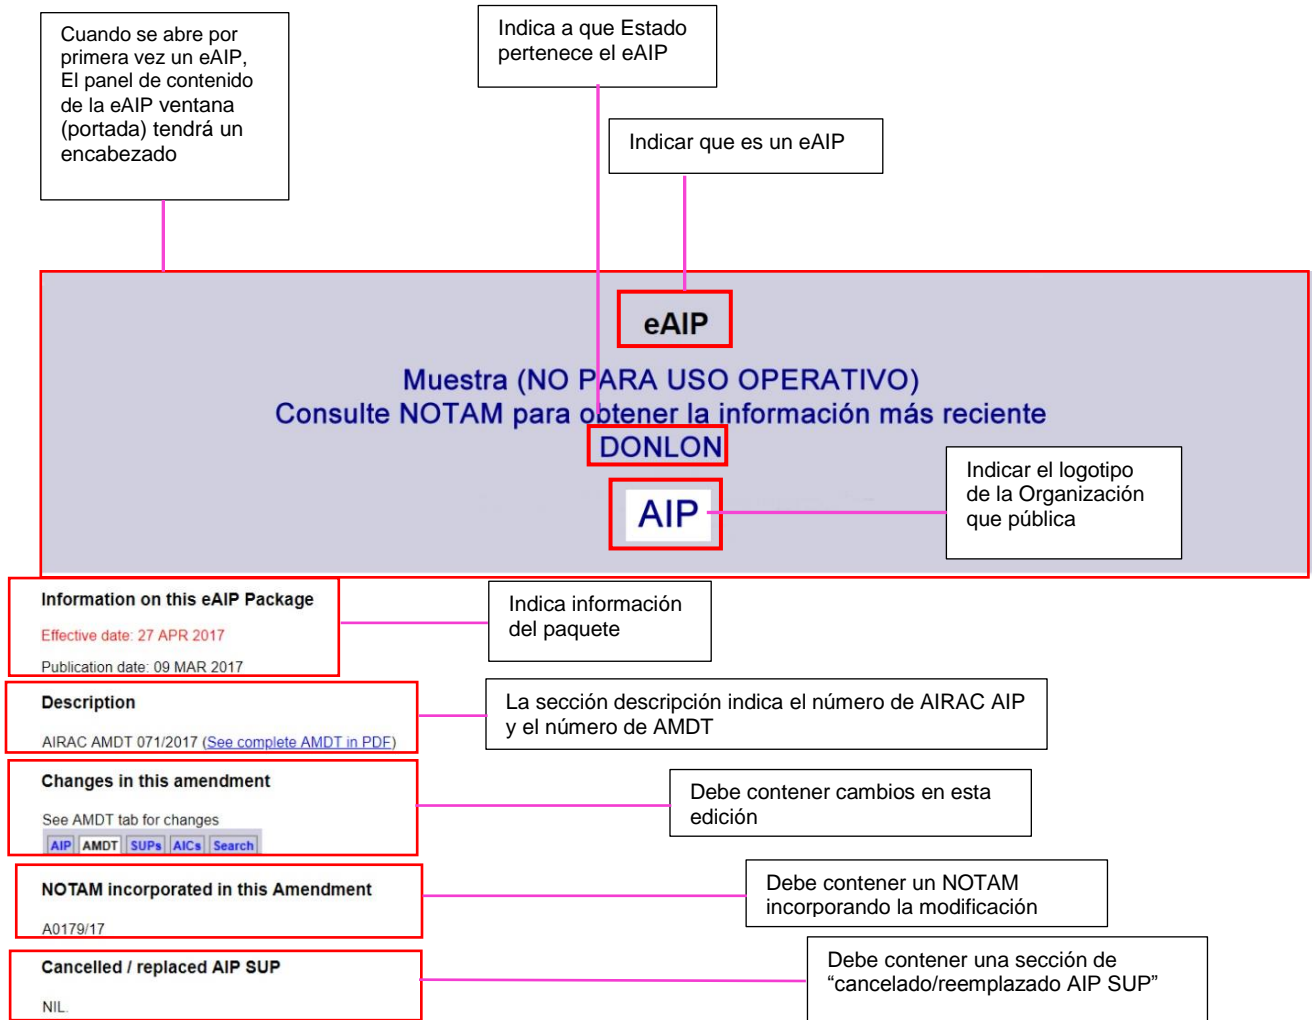 Cuando se abre por
primera vez un eAIP,
El panel de contenido
de la eAIP ventana
(portada) tendrá un
encabezado
Indica a que Estado
pertenece el eAIP
Indicar que es un eAIP
eAIP
Muestra (NO PARA USO OPERATIVO)
Consulte NOTAM para obtener la información más reciente
DONLON
AIP
Indicar el logotipo
de la Organización
que pública
Information on this eAIP Package
Effective date: 27 APR 2017
Publication date: 09 MAR 2017
Indica información
del paquete
Description
AIRAC AMDT 071/2017 (See complete AMDT in PDF)
La sección descripción indica el número de AIRAC AIP
y el número de AMDT
Changes in this amendment
See AMDT tab for changes
AIP AMDT SUPs AICs Search
Debe contener cambios en esta
edición
NOTAM incorporated in this Amendment
A0179/17
Debe contener un NOTAM
incorporando la modificación
Cancelled / replaced AIP SUP
NIL.
Debe contener una sección de
“cancelado/reemplazado AIP SUP”